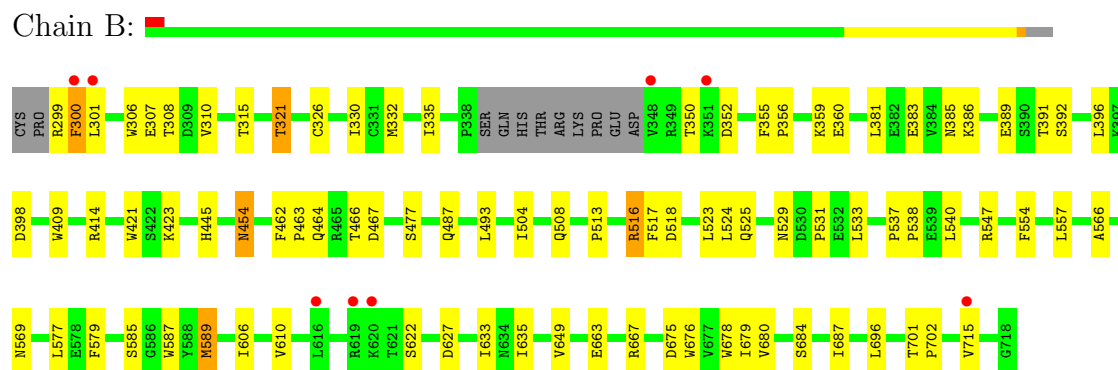 Chain B:
CYS PRO R299 F300 L301 W306 E307 T308 D309 V310 T315 T321 C326 I330 C331 M332 I335 P338 SER GLN HIS THR ARG LYS PRO GLU ASP V348 R349 T350 K351 D352 F355 P356 K359 E360 L381 E382 E383 V384 N385 K386 E389 S390 T391 S392 L396 K397
D398 W409 R414 W421 S422 K423 H445 N454 F462 P463 Q464 R465 T466 D467 S477 Q487 L493 I504 Q508 P513 R516 F517 D518 L523 L524 Q525 N529 D530 P531 E532 L533 P537 P538 E539 L540 R547 F554 L557 A566
N569 L577 E578 F579 S585 G586 W587 Y588 M589 I606 V610 L616 R619 K620 T621 S622 D627 I633 N634 I635 V649 E663 R667 D675 W676 V677 W678 I679 V680 S684 I687 L696 T701 P702 V715 G718